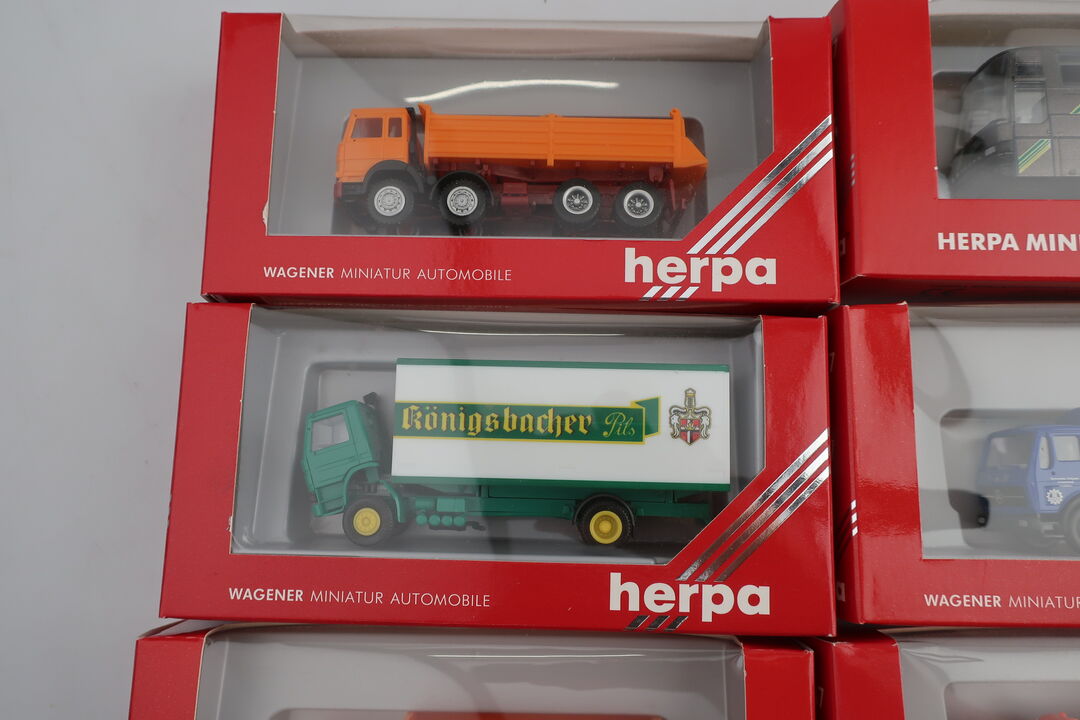 WAGENER MINIATUR AUTOMOBILE
herpa
HERPA MINI
Königsbacher Pils
WAGENER MINIATUR AUTOMOBILE
herpa
WAGENER MINIATUR